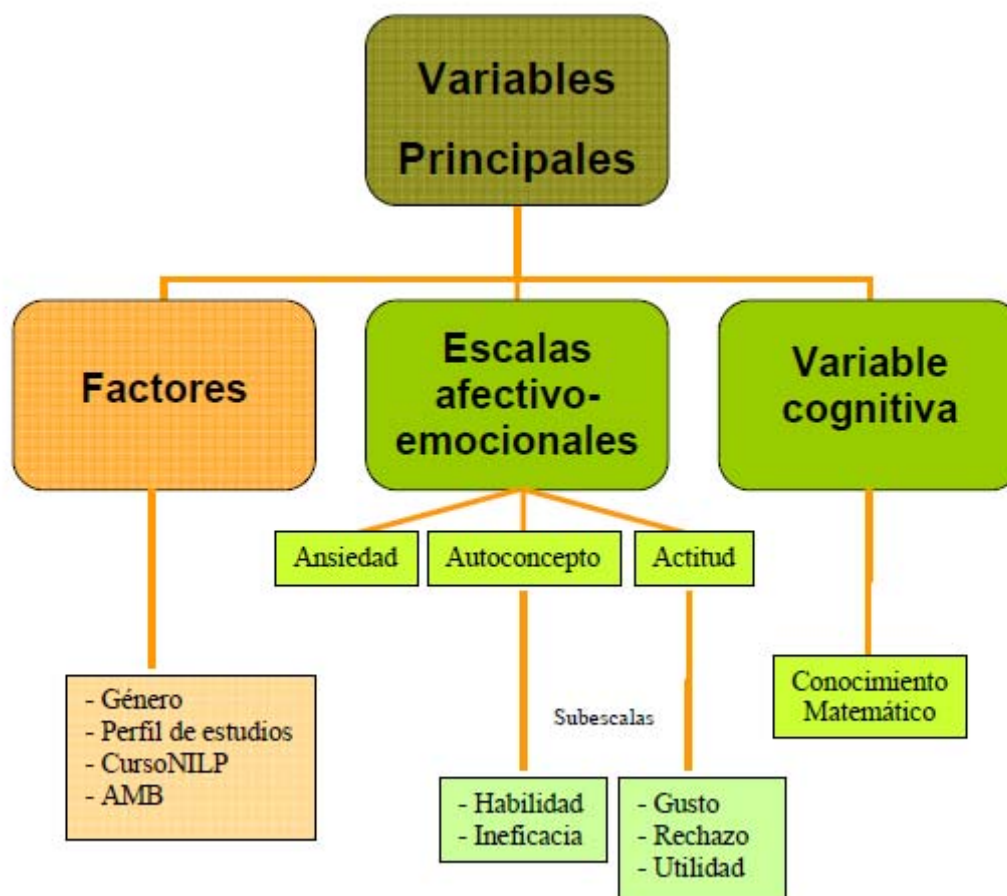 Variables
Principales
Factores
Escalas
afectivo-
emocionales
Variable
cognitiva
Ansiedad
Autoconcepto
Actitud
- Género
- Perfil de estudios
- CursoNILP
- AMB
Subescalas
- Habilidad
- Ineficacia
- Gusto
- Rechazo
- Utilidad
Conocimiento
Matemático